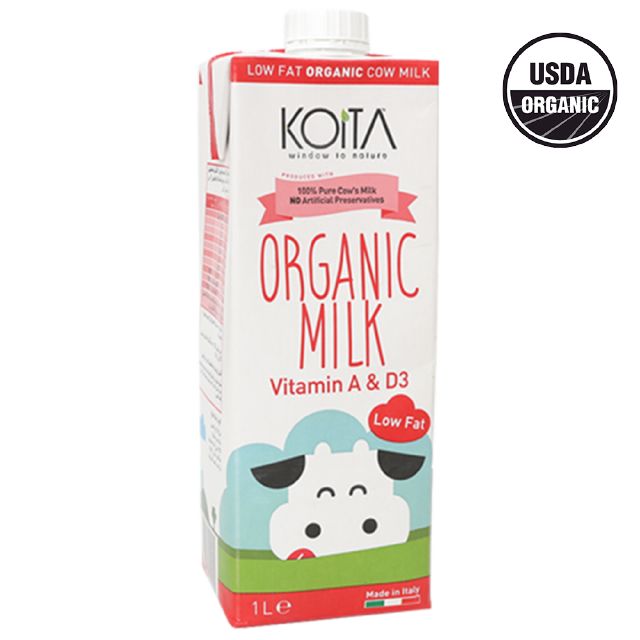 LOW FAT ORGANIC COW MILK
KOiTA
window to nature
PRODUCED WITH
100% Pure Cow's Milk
NO Artificial Preservatives
ORGANIC
MILK
Vitamin A & D3
Low Fat
1L℮
Made in Italy
USDA
ORGANIC